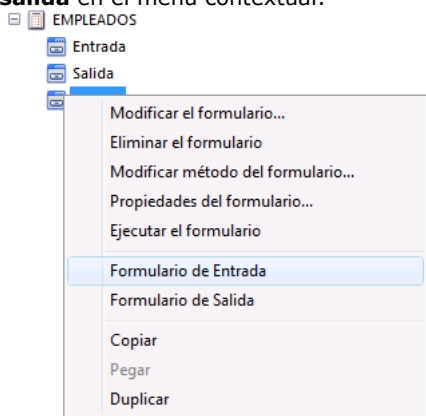 salida en el menú contextual.
EMPLEADOS
Entrada
Salida
Modificar el formulario...
Eliminar el formulario
Modificar método del formulario...
Propiedades del formulario...
Ejecutar el formulario
Formulario de Entrada
Formulario de Salida
Copiar
Pegar
Duplicar